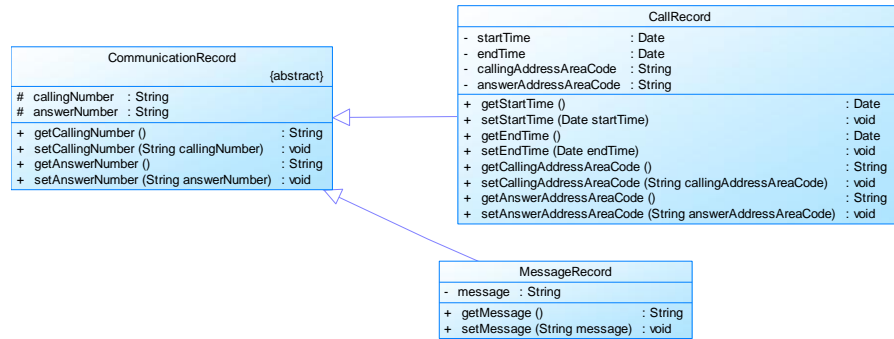 CommunicationRecord
{abstract}
# callingNumber : String
# answerNumber : String
+ getCallingNumber () : String
+ setCallingNumber (String callingNumber) : void
+ getAnswerNumber () : String
+ setAnswerNumber (String answerNumber) : void
CallRecord
- startTime : Date
- endTime : Date
- callingAddressAreaCode : String
- answerAddressAreaCode : String
+ getStartTime () : Date
+ setStartTime (Date startTime) : void
+ getEndTime () : Date
+ setEndTime (Date endTime) : void
+ getCallingAddressAreaCode () : String
+ setCallingAddressAreaCode (String callingAddressAreaCode) : void
+ getAnswerAddressAreaCode () : String
+ setAnswerAddressAreaCode (String answerAddressAreaCode) : void
MessageRecord
- message : String
+ getMessage () : String
+ setMessage (String message) : void